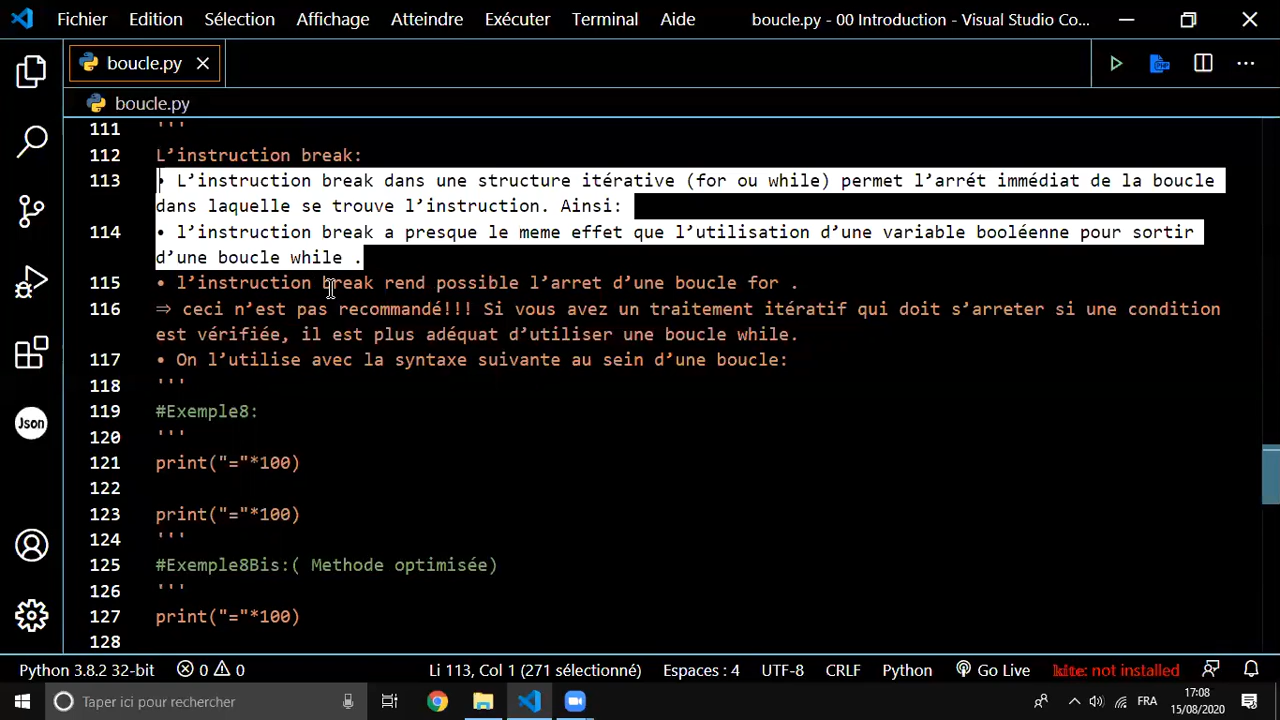 Fichier Edition Sélection Affichage Atteindre Exécuter Terminal Aide boucle.py - 00 Introduction - Visual Studio Co...
boucle.py
boucle.py
111 '''
112 L’instruction break:
113 • L’instruction break dans une structure itérative (for ou while) permet l’arrét immédiat de la boucle
dans laquelle se trouve l’instruction. Ainsi:
114 • l’instruction break a presque le meme effet que l’utilisation d’une variable booléenne pour sortir
d’une boucle while .
115 • l’instruction break rend possible l’arret d’une boucle for .
116 ⇒ ceci n’est pas recommandé!!! Si vous avez un traitement itératif qui doit s’arreter si une condition
est vérifiée, il est plus adéquat d’utiliser une boucle while.
117 • On l’utilise avec la syntaxe suivante au sein d’une boucle:
118 '''
119 #Exemple8:
120 '''
121 print("="*100)
122
123 print("="*100)
124 '''
125 #Exemple8Bis:( Methode optimisée)
126 '''
127 print("="*100)
128
Json
Python 3.8.2 32-bit 0 0 Li 113, Col 1 (271 sélectionné) Espaces : 4 UTF-8 CRLF Python Go Live kite: not installed
Taper ici pour rechercher FRA 17:08
15/08/2020